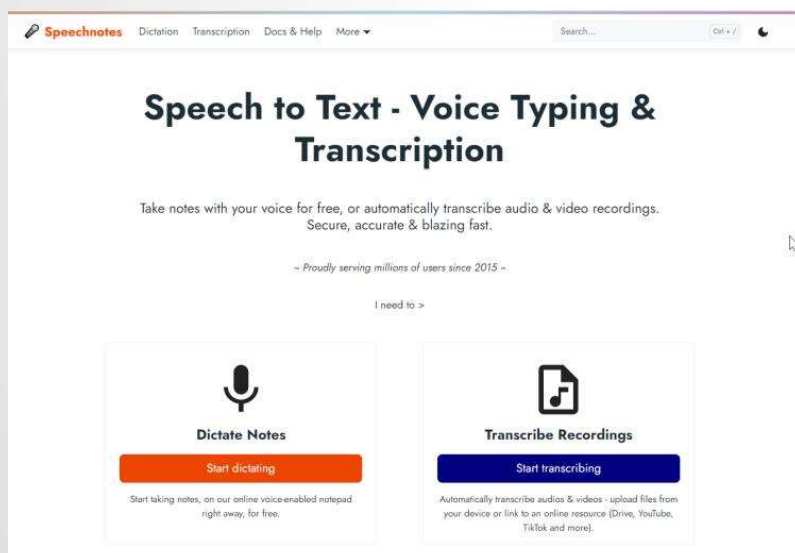 Speechnotes Dictation Transcription Docs & Help More Search... Ctrl + /
Speech to Text - Voice Typing &
Transcription
Take notes with your voice for free, or automatically transcribe audio & video recordings.
Secure, accurate & blazing fast.
~ Proudly serving millions of users since 2015 ~
I need to >
Dictate Notes
Start dictating
Start taking notes, on our online voice-enabled notepad
right away, for free.
Transcribe Recordings
Start transcribing
Automatically transcribe audios & videos - upload files from
your device or link to an online resource (Drive, YouTube,
TikTok and more).